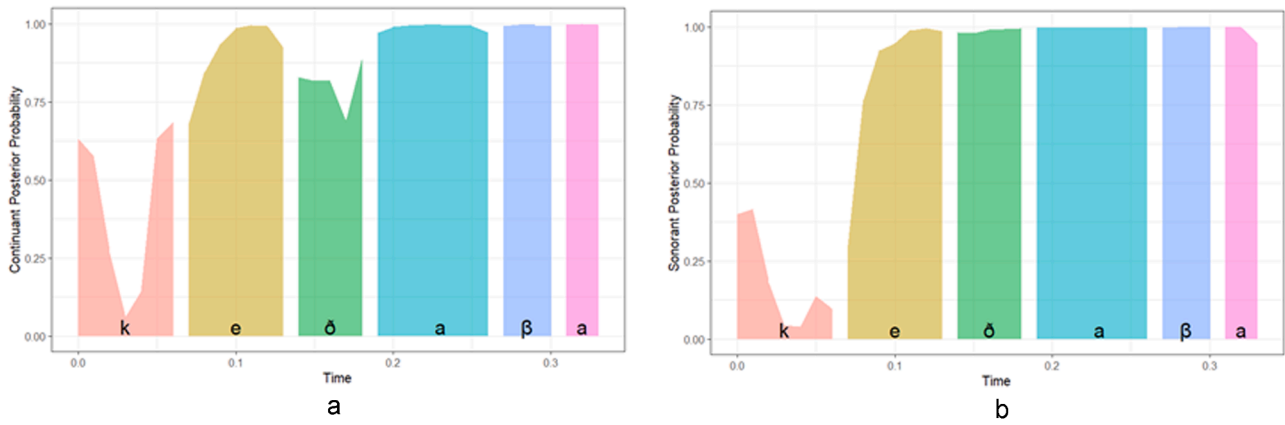 Continuant Posterior Probability
1.00
0.75
0.50
0.25
0.00
k e ð a β a
0.0 0.1 0.2 0.3
Time
a
Sonorant Posterior Probability
1.00
0.75
0.50
0.25
0.00
k e ð a β a
0.0 0.1 0.2 0.3
Time
b